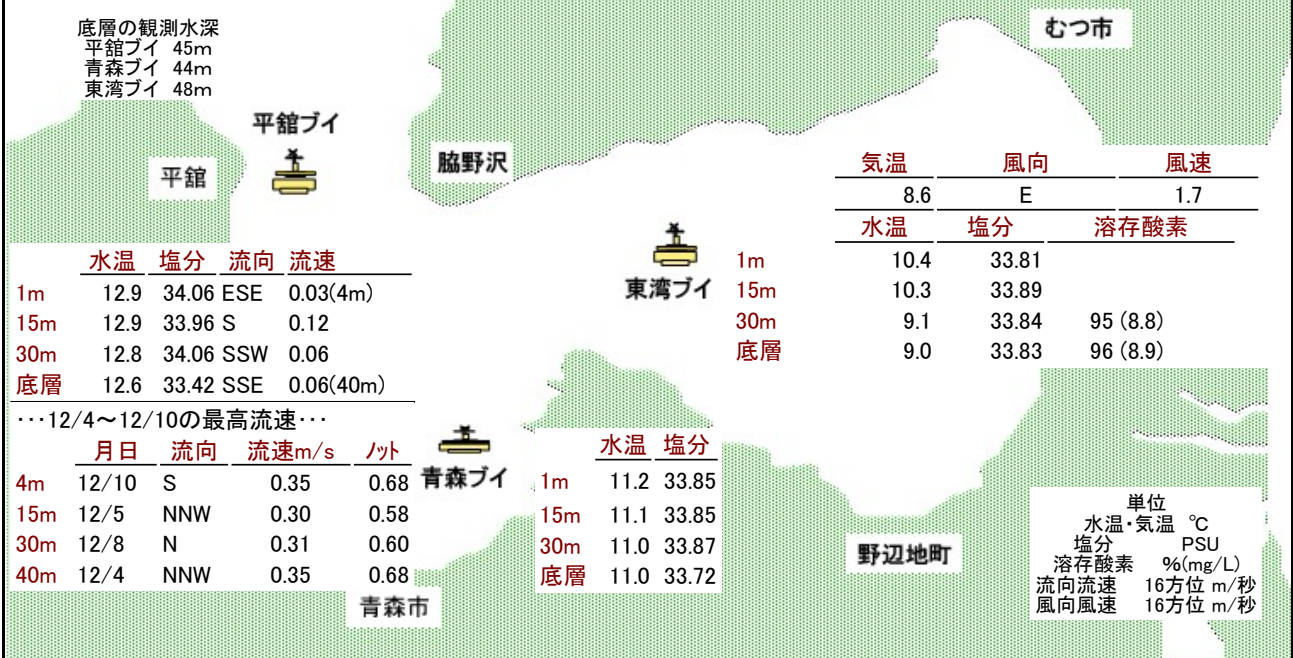 底層の観測水深
平舘ブイ 45m
青森ブイ 44m
東湾ブイ 48m
むつ市
平舘ブイ
平舘
脇野沢
気温 風向 風速
8.6 E 1.7
水温 塩分 溶存酸素
1m 10.4 33.81
15m 10.3 33.89
30m 9.1 33.84 95 (8.8)
底層 9.0 33.83 96 (8.9)
東湾ブイ
水温 塩分 流向 流速
1m 12.9 34.06 ESE 0.03(4m)
15m 12.9 33.96 S 0.12
30m 12.8 34.06 SSW 0.06
底層 12.6 33.42 SSE 0.06(40m)
･･･12/4～12/10の最高流速･･･
月日 流向 流速m/s ﾉｯﾄ
4m 12/10 S 0.35 0.68
15m 12/5 NNW 0.30 0.58
30m 12/8 N 0.31 0.60
40m 12/4 NNW 0.35 0.68
青森ブイ
水温 塩分
1m 11.2 33.85
15m 11.1 33.85
30m 11.0 33.87
底層 11.0 33.72
青森市
野辺地町
単位
水温･気温 ℃
塩分 PSU
溶存酸素 %(mg/L)
流向流速 16方位 m/秒
風向風速 16方位 m/秒